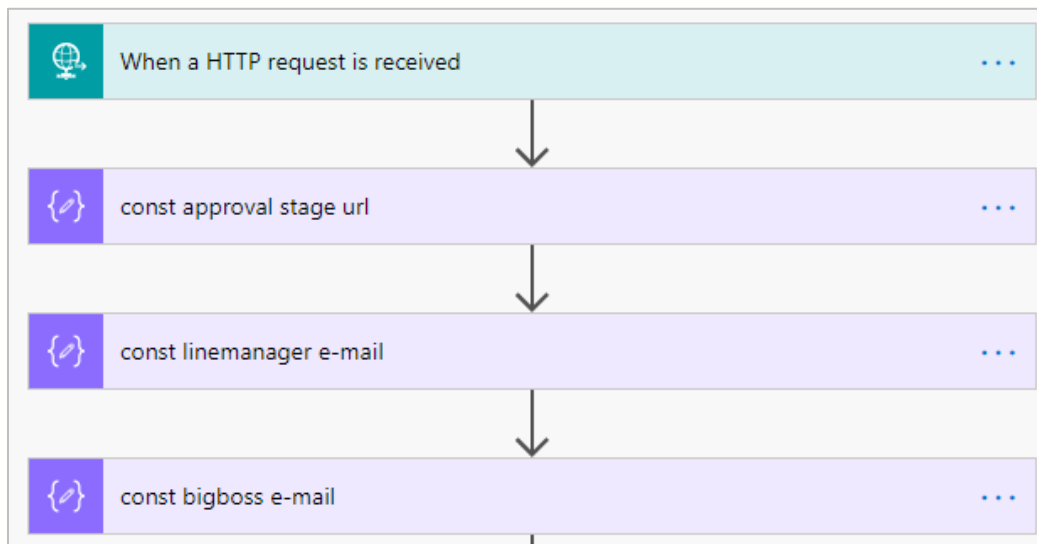 When a HTTP request is received
const approval stage url
const linemanager e-mail
const bigboss e-mail